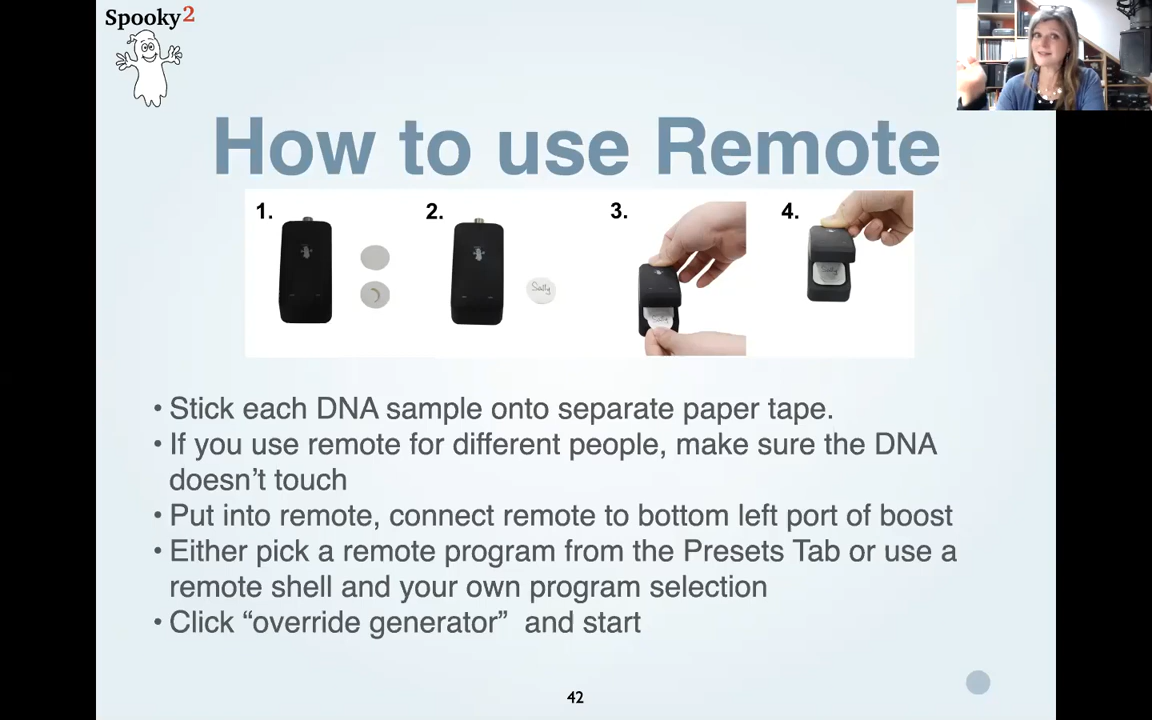 Spooky2
How to use Remote
1.
2.
3.
4.
Sally
• Stick each DNA sample onto separate paper tape.
• If you use remote for different people, make sure the DNA
doesn’t touch
• Put into remote, connect remote to bottom left port of boost
• Either pick a remote program from the Presets Tab or use a
remote shell and your own program selection
• Click “override generator”  and start
42